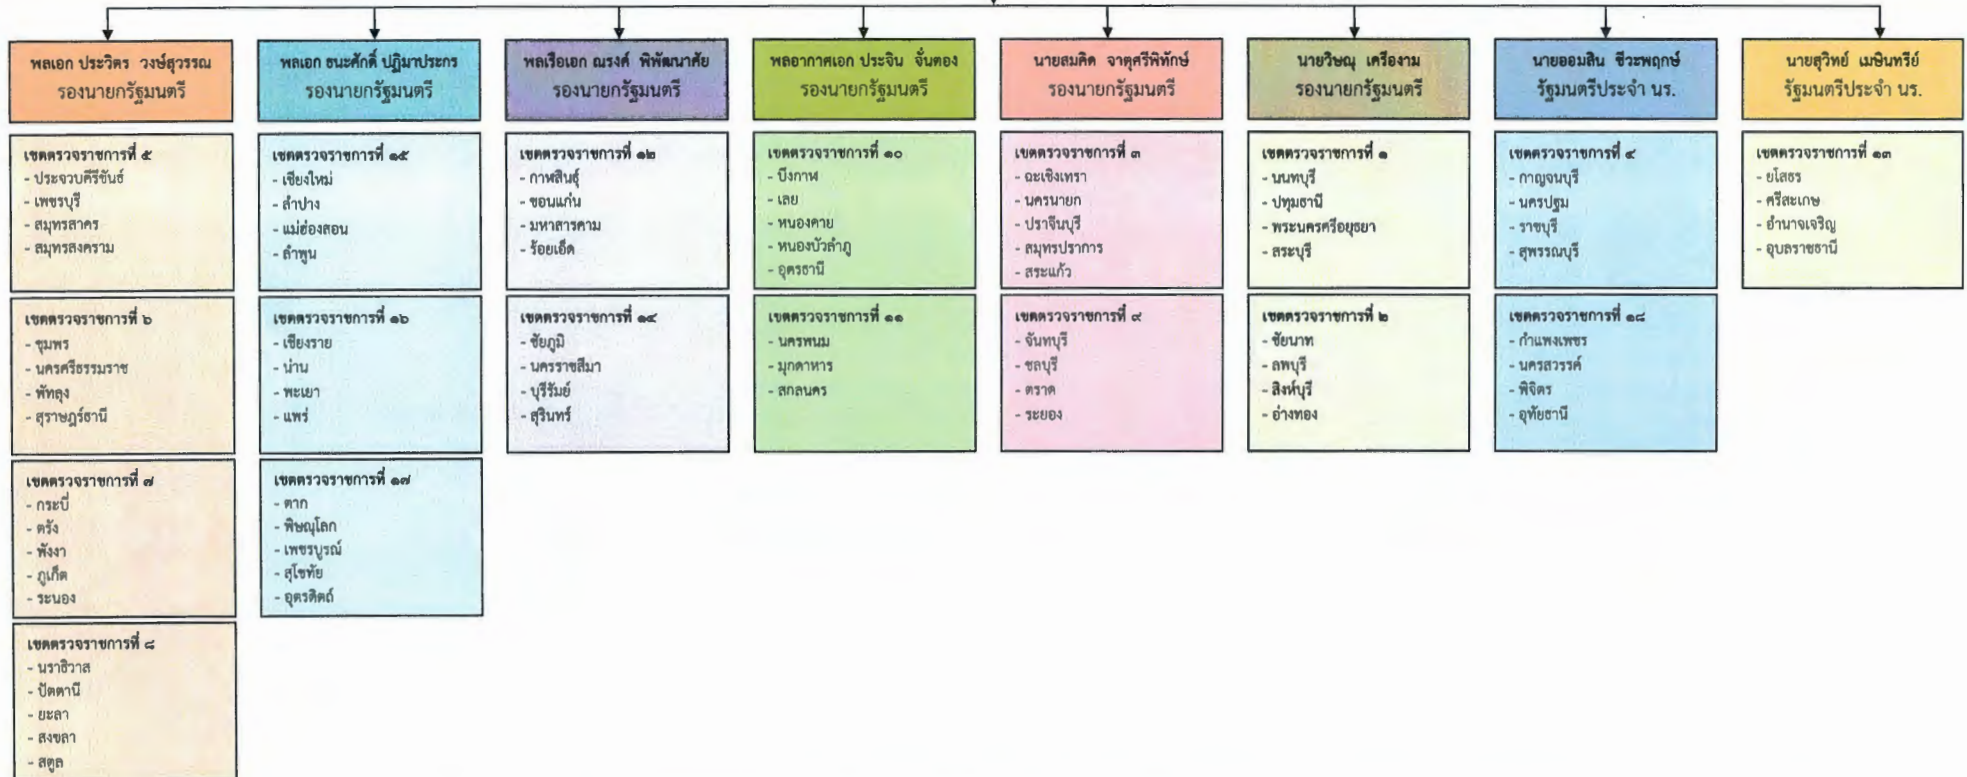 พลเอก ประวิตร วงษ์สุวรรณ
รองนายกรัฐมนตรี
เขตตรวจราชการที่ ๕
- ประจวบคีรีขันธ์
- เพชรบุรี
- สมุทรสาคร
- สมุทรสงคราม
เขตตรวจราชการที่ ๖
- ชุมพร
- นครศรีธรรมราช
- พัทลุง
- สุราษฎร์ธานี
เขตตรวจราชการที่ ๗
- กระบี่
- ตรัง
- พังงา
- ภูเก็ต
- ระนอง
เขตตรวจราชการที่ ๘
- นราธิวาส
- ปัตตานี
- ยะลา
- สงขลา
- สตูล
พลเอก ธนะศักดิ์ ปฏิมาประกร
รองนายกรัฐมนตรี
เขตตรวจราชการที่ ๑๕
- เชียงใหม่
- ลำปาง
- แม่ฮ่องสอน
- ลำพูน
เขตตรวจราชการที่ ๑๖
- เชียงราย
- น่าน
- พะเยา
- แพร่
เขตตรวจราชการที่ ๑๗
- ตาก
- พิษณุโลก
- เพชรบูรณ์
- สุโขทัย
- อุตรดิตถ์
พลเรือเอก ณรงค์ พิพัฒนาศัย
รองนายกรัฐมนตรี
เขตตรวจราชการที่ ๑๒
- กาฬสินธุ์
- ขอนแก่น
- มหาสารคาม
- ร้อยเอ็ด
เขตตรวจราชการที่ ๑๔
- ชัยภูมิ
- นครราชสีมา
- บุรีรัมย์
- สุรินทร์
พลอากาศเอก ประจิน จั่นตอง
รองนายกรัฐมนตรี
เขตตรวจราชการที่ ๑๐
- บึงกาฬ
- เลย
- หนองคาย
- หนองบัวลำภู
- อุดรธานี
เขตตรวจราชการที่ ๑๑
- นครพนม
- มุกดาหาร
- สกลนคร
นายสมคิด จาตุศรีพิทักษ์
รองนายกรัฐมนตรี
เขตตรวจราชการที่ ๓
- ฉะเชิงเทรา
- นครนายก
- ปราจีนบุรี
- สมุทรปราการ
- สระแก้ว
เขตตรวจราชการที่ ๙
- จันทบุรี
- ชลบุรี
- ตราด
- ระยอง
นายวิษณุ เครืองาม
รองนายกรัฐมนตรี
เขตตรวจราชการที่ ๑
- นนทบุรี
- ปทุมธานี
- พระนครศรีอยุธยา
- สระบุรี
เขตตรวจราชการที่ ๒
- ชัยนาท
- ลพบุรี
- สิงห์บุรี
- อ่างทอง
นายออมสิน ชีวะพฤกษ์
รัฐมนตรีประจำ นร.
เขตตรวจราชการที่ ๔
- กาญจนบุรี
- นครปฐม
- ราชบุรี
- สุพรรณบุรี
เขตตรวจราชการที่ ๑๘
- กำแพงเพชร
- นครสวรรค์
- พิจิตร
- อุทัยธานี
นายสุวิทย์ เมษินทรีย์
รัฐมนตรีประจำ นร.
เขตตรวจราชการที่ ๑๓
- ยโสธร
- ศรีสะเกษ
- อำนาจเจริญ
- อุบลราชธานี